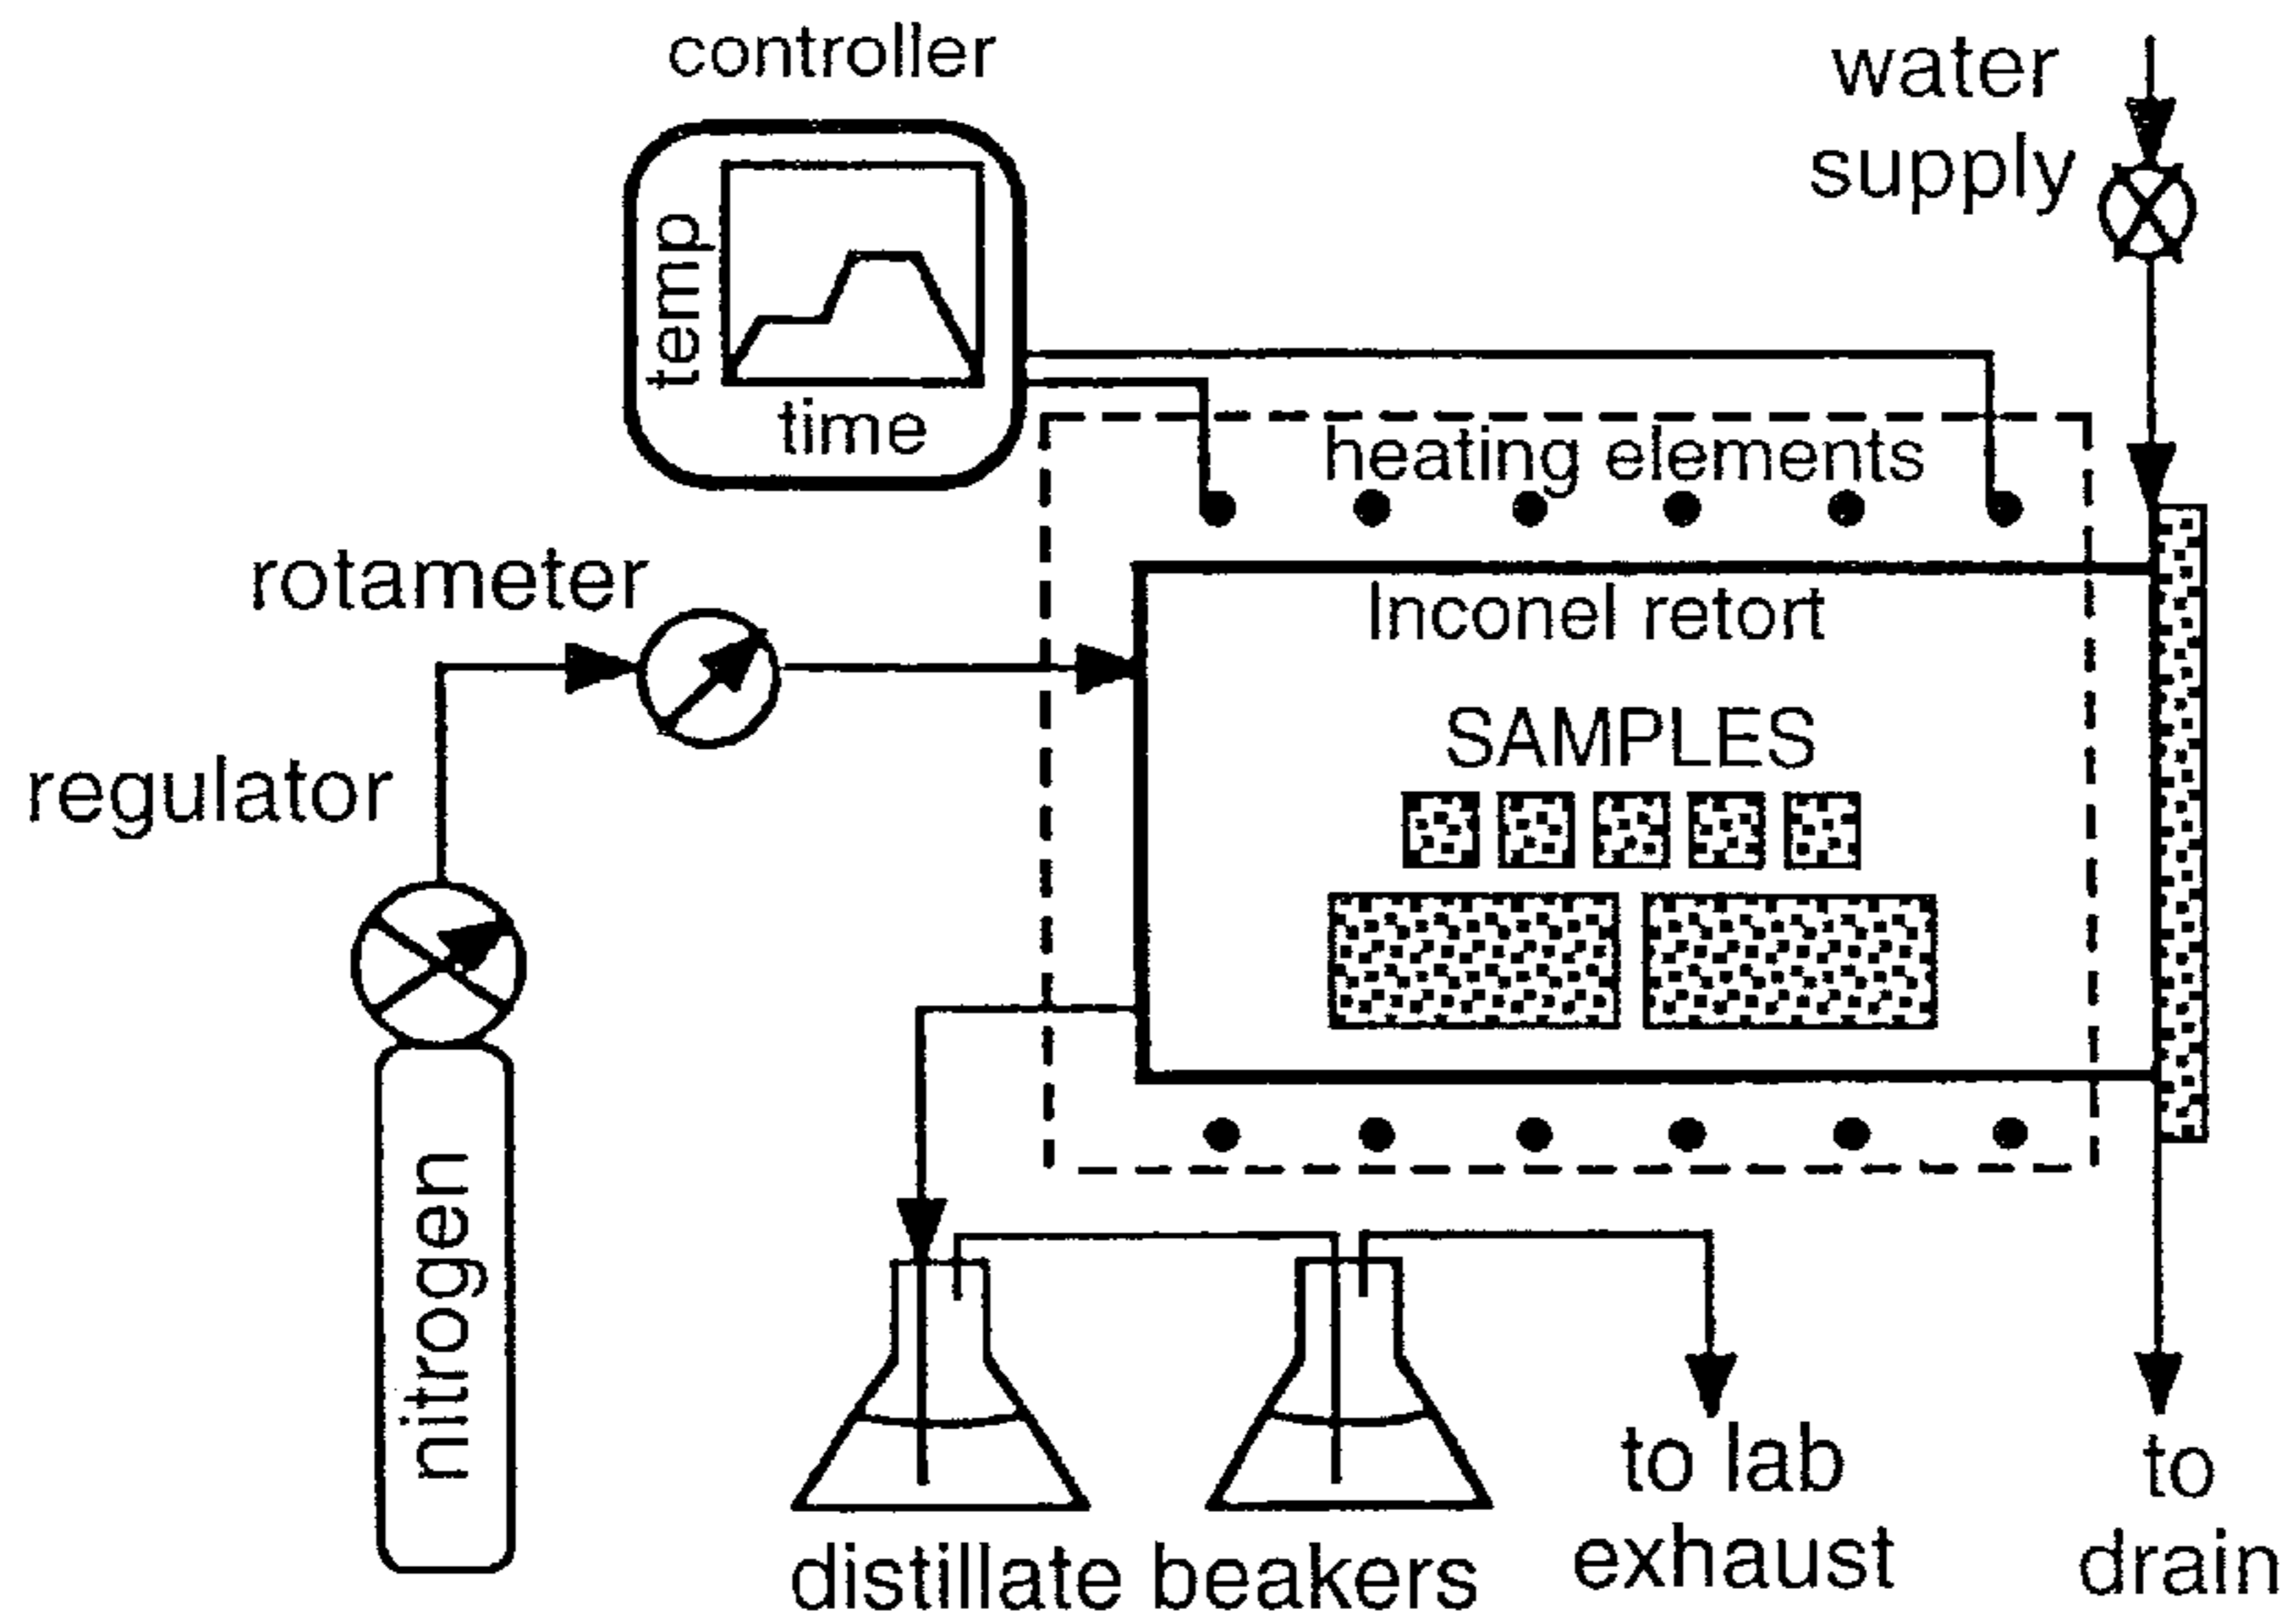 controller
temp
time
water
supply
heating elements
rotameter
Inconel retort
regulator
SAMPLES
nitrogen
distillate beakers
to lab
exhaust
to
drain